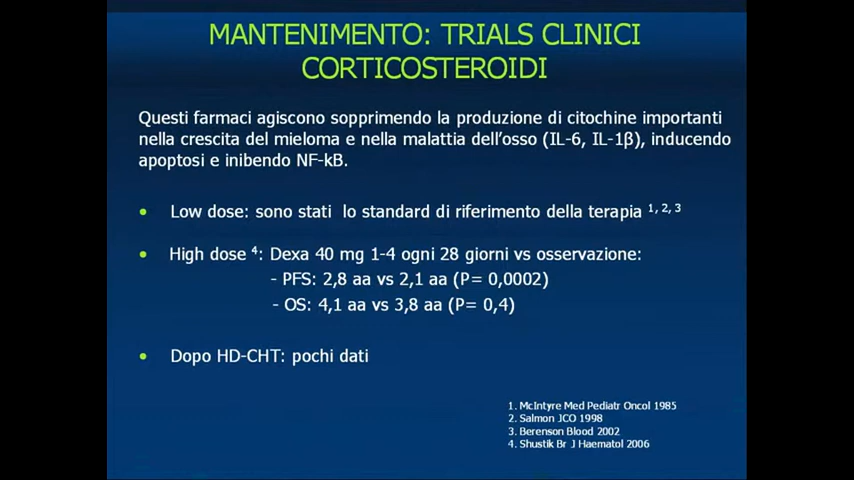 MANTENIMENTO: TRIALS CLINICI
CORTICOSTEROIDI
Questi farmaci agiscono sopprimendo la produzione di citochine importanti
nella crescita del mieloma e nella malattia dell'osso (IL-6, IL-1β), inducendo
apoptosi e inibendo NF-kB.
• Low dose: sono stati lo standard di riferimento della terapia 1, 2, 3
• High dose 4: Dexa 40 mg 1-4 ogni 28 giorni vs osservazione:
- PFS: 2,8 aa vs 2,1 aa (P= 0,0002)
- OS: 4,1 aa vs 3,8 aa (P= 0,4)
• Dopo HD-CHT: pochi dati
1. McIntyre Med Pediatr Oncol 1985
2. Salmon JCO 1998
3. Berenson Blood 2002
4. Shustik Br J Haematol 2006